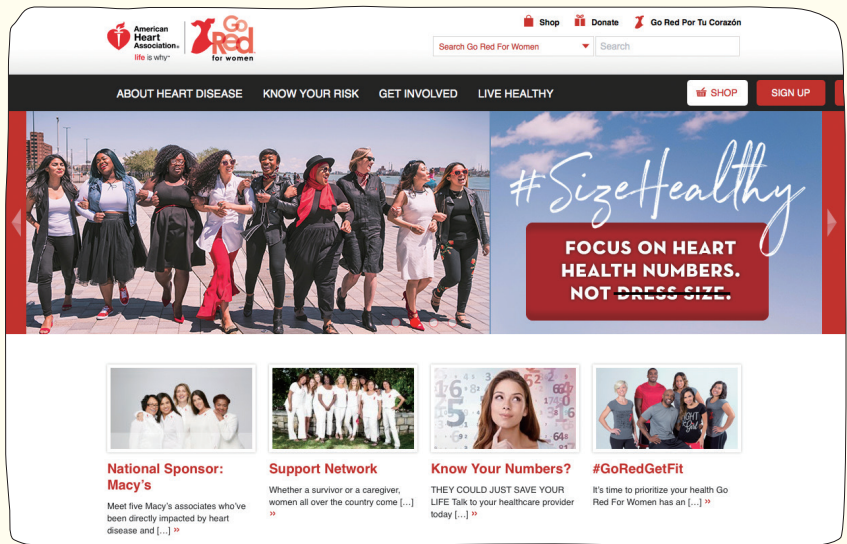 American
Heart
Association®
life is why™
Go
Red
for women
Shop
Donate
Go Red Por Tu Corazón
Search Go Red For Women
Search
ABOUT HEART DISEASE
KNOW YOUR RISK
GET INVOLVED
LIVE HEALTHY
SHOP
SIGN UP
#SizeHealthy
FOCUS ON HEART
HEALTH NUMBERS.
NOT DRESS SIZE.
National Sponsor:
Macy's
Meet five Macy's associates who've
been directly impacted by heart
disease and [...] »
Support Network
Whether a survivor or a caregiver,
women all over the country come [...]
»
Know Your Numbers?
THEY COULD JUST SAVE YOUR
LIFE Talk to your healthcare provider
today [...] »
#GoRedGetFit
It's time to prioritize your health Go
Red For Women has an [...] »